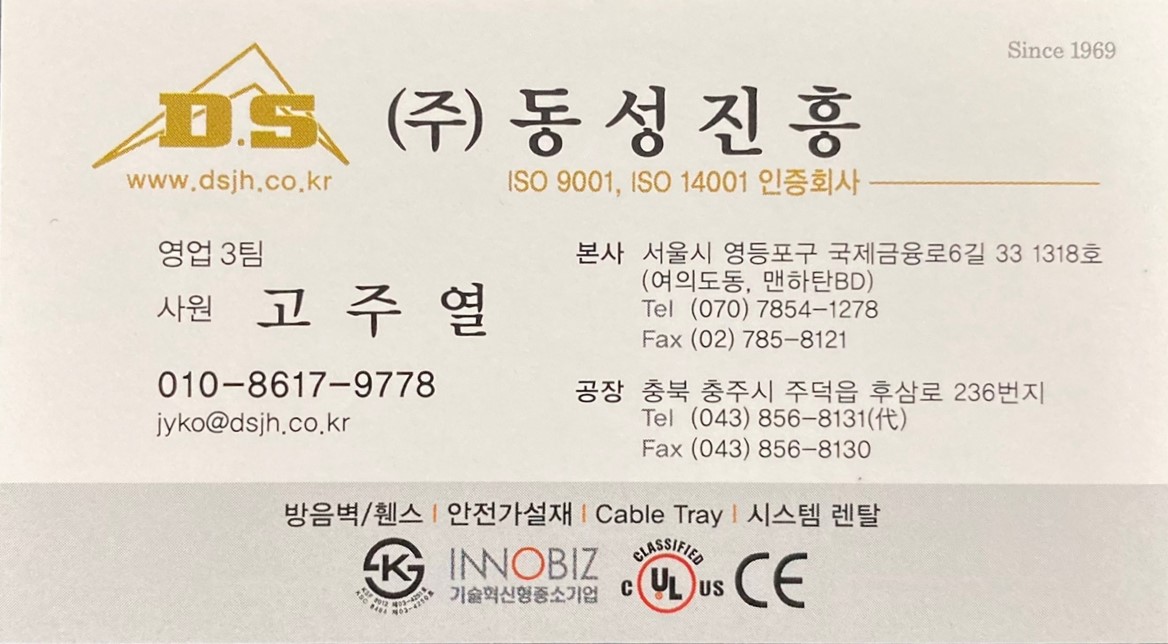 Since 1969
D.S
www.dsjh.co.kr
(주) 동성진흥
ISO 9001, ISO 14001 인증회사
영업 3팀
사원 고주열
010-8617-9778
jyko@dsjh.co.kr
본사 서울시 영등포구 국제금융로6길 33 1318호
(여의도동, 맨하탄BD)
Tel (070) 7854-1278
Fax (02) 785-8121
공장 충북 충주시 주덕읍 후삼로 236번지
Tel (043) 856-8131(代)
Fax (043) 856-8130
방음벽/휀스 | 안전가설재 | Cable Tray | 시스템 렌탈
INNOBIZ
기술혁신형중소기업
CLASSIFIED
C UL US
CE